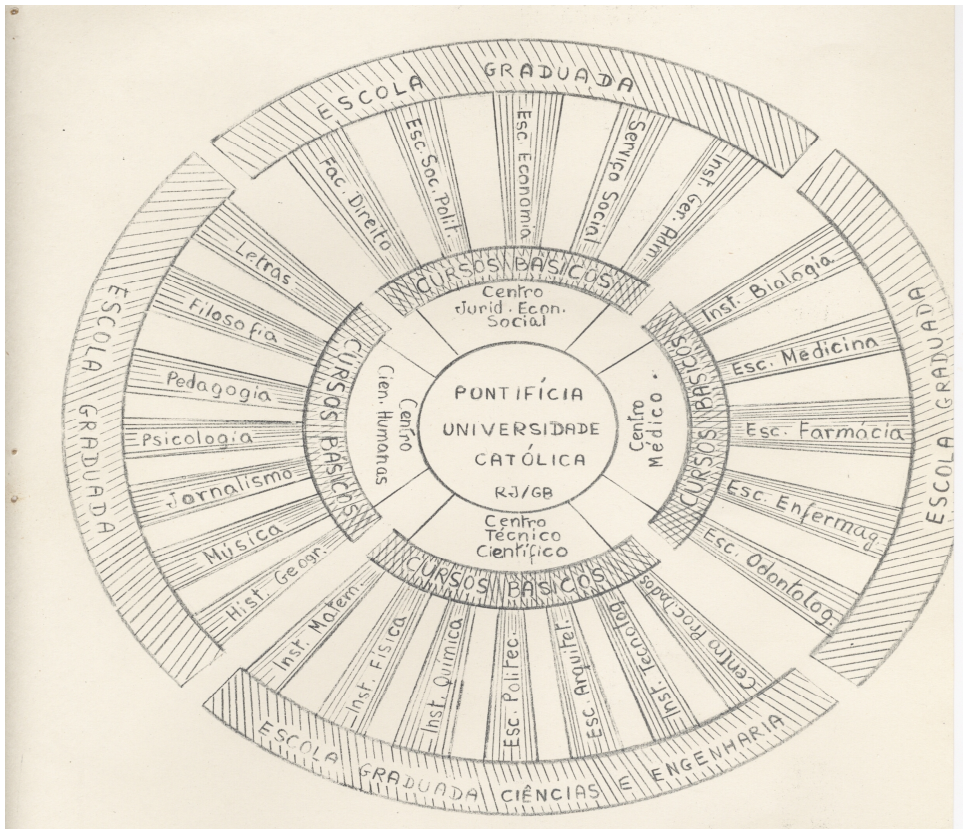 ESCOLA GRADUADA
Fac. Direito
Esc. Soc. Polit.
Esc. Economia
Serviço Social
Inst. Ger. Adm.
CURSOS BÁSICOS
Centro
Jurid. Econ.
Social
ESCOLA GRADUADA
Inst. Biologia
Esc. Medicina
Esc. Farmácia
Esc. Enfermag.
Esc. Odontolog.
CURSOS BÁSICOS
Centro
Médico.
PONTIFÍCIA
UNIVERSIDADE
CATÓLICA
RJ/GB
ESCOLA GRADUADA
Letras
Filosofia
Pedagogia
Psicologia
Jornalismo
Música
Hist. Geogr.
CURSOS BÁSICOS
Centro
Cien. Humanas
Centro
Técnico
Científico
CURSOS BÁSICOS
Inst. Matem.
Inst. Física
Inst. Química
Esc. Politec.
Esc. Arquitet.
Inst. Tecnolog.
Centro Proc. Dados
ESCOLA GRADUADA CIÊNCIAS E ENGENHARIA